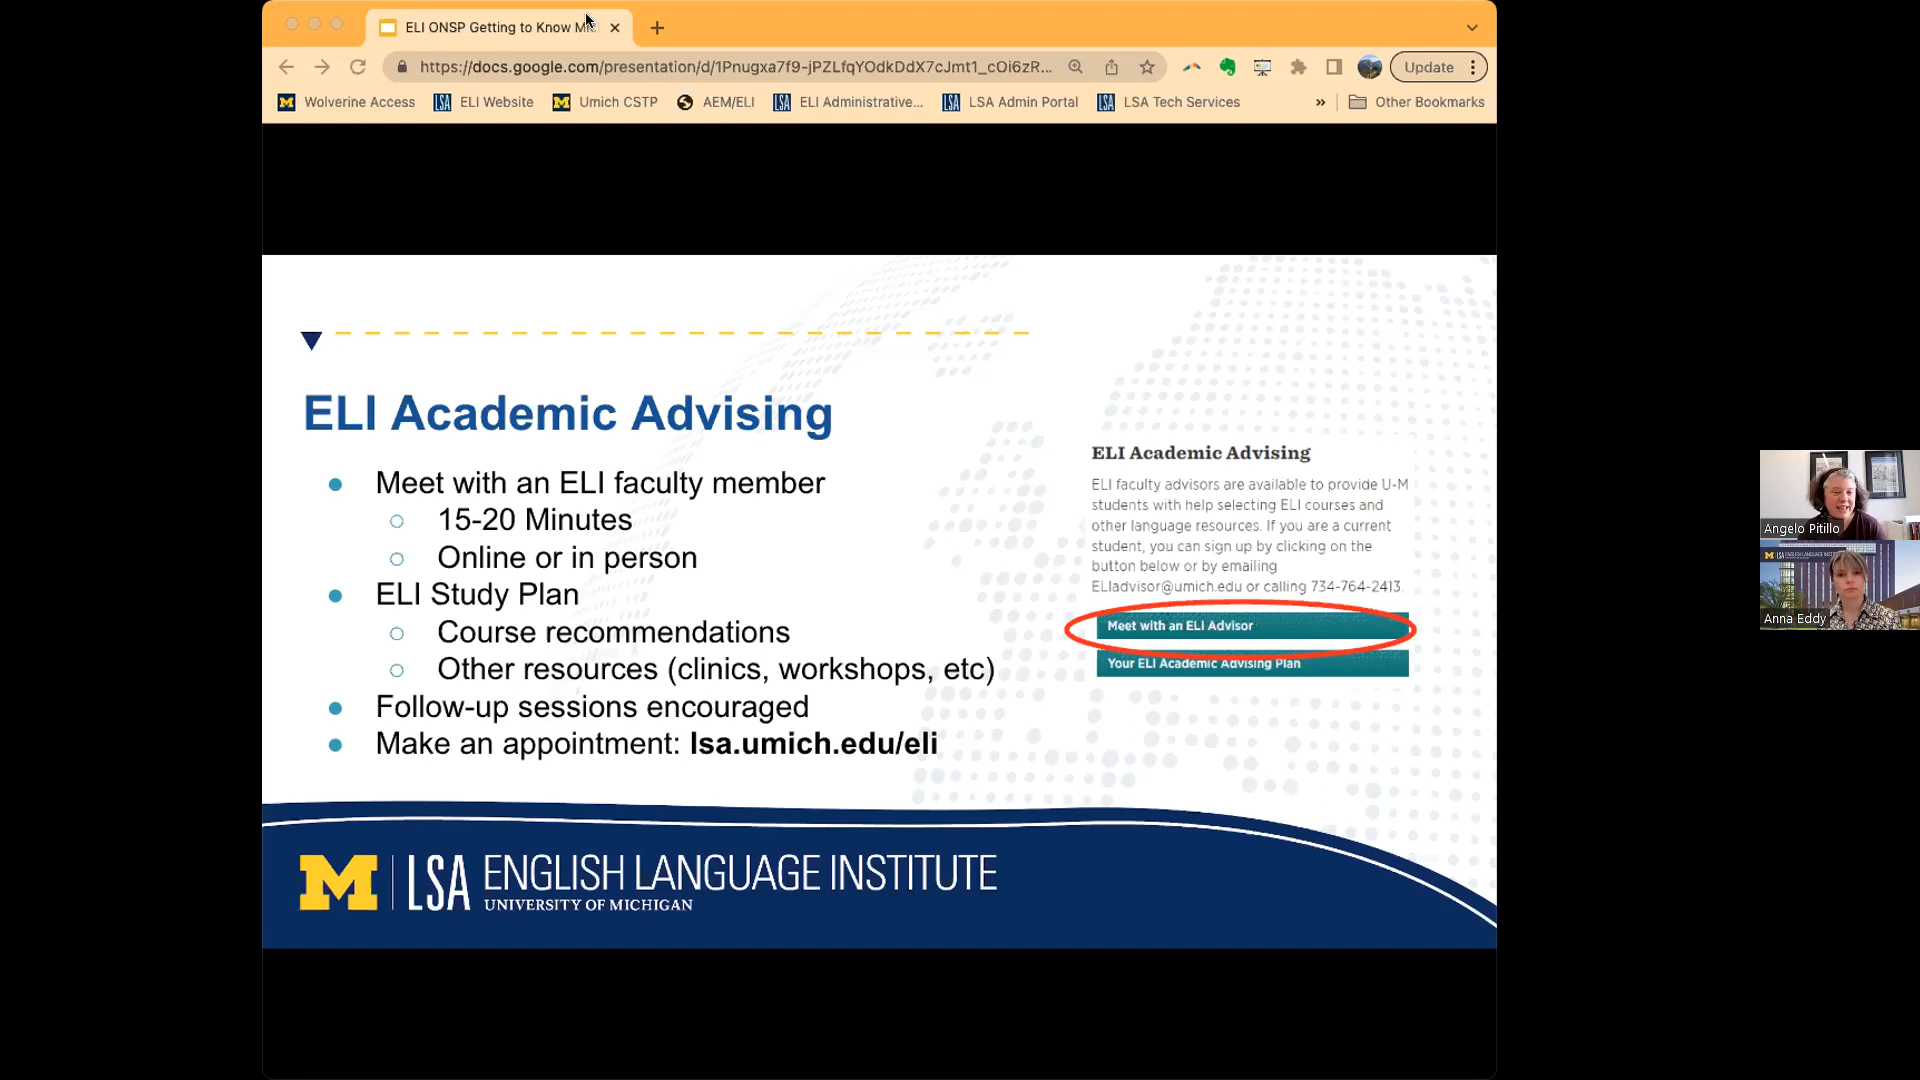 ELI ONSP Getting to Know M
https://docs.google.com/presentation/d/1Pnugxa7f9-jPZLfqYOdkDdX7cJmt1_cOi6zR...
Update
Wolverine Access
LSA ELI Website
Umich CSTP
AEM/ELI
LSA ELI Administrative...
LSA LSA Admin Portal
LSA LSA Tech Services
»
Other Bookmarks
ELI Academic Advising
Meet with an ELI faculty member
15-20 Minutes
Online or in person
ELI Study Plan
Course recommendations
Other resources (clinics, workshops, etc)
Follow-up sessions encouraged
Make an appointment: lsa.umich.edu/eli
ELI Academic Advising
ELI faculty advisors are available to provide U-M
students with help selecting ELI courses and
other language resources. If you are a current
student, you can sign up by clicking on the
button below or by emailing
ELIadvisor@umich.edu or calling 734-764-2413.
Meet with an ELI Advisor
Your ELI Academic Advising Plan
M LSA ENGLISH LANGUAGE INSTITUTE
UNIVERSITY OF MICHIGAN
Angelo Pitillo
Anna Eddy